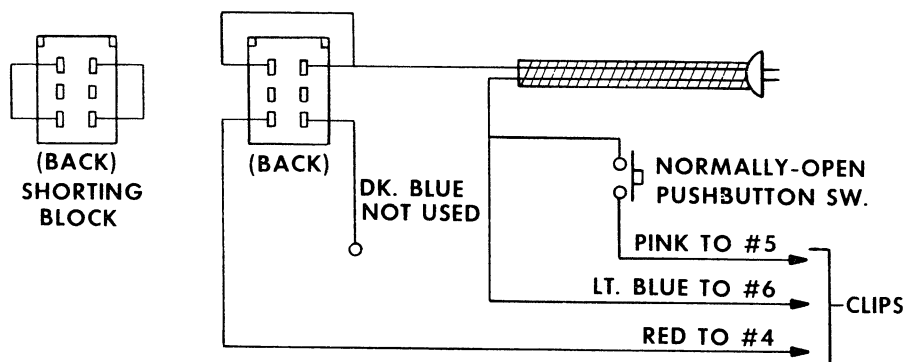 (BACK)
SHORTING
BLOCK
(BACK)
DK. BLUE
NOT USED
NORMALLY-OPEN
PUSHBUTTON SW.
PINK TO #5
LT. BLUE TO #6
CLIPS
RED TO #4